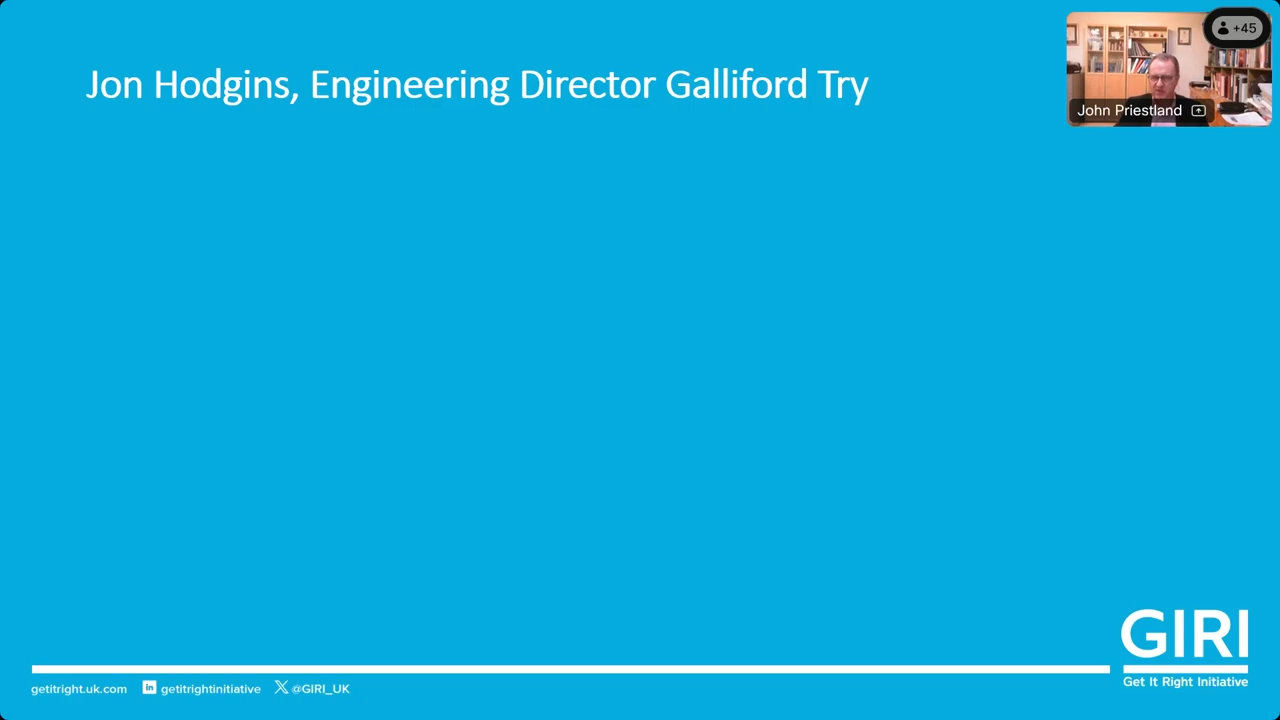 Jon Hodgins, Engineering Director Galliford Try
+45
John Priestland
GIRI
Get It Right Initiative
getitright.uk.com
in getitrightinitiative
X @GIRI_UK